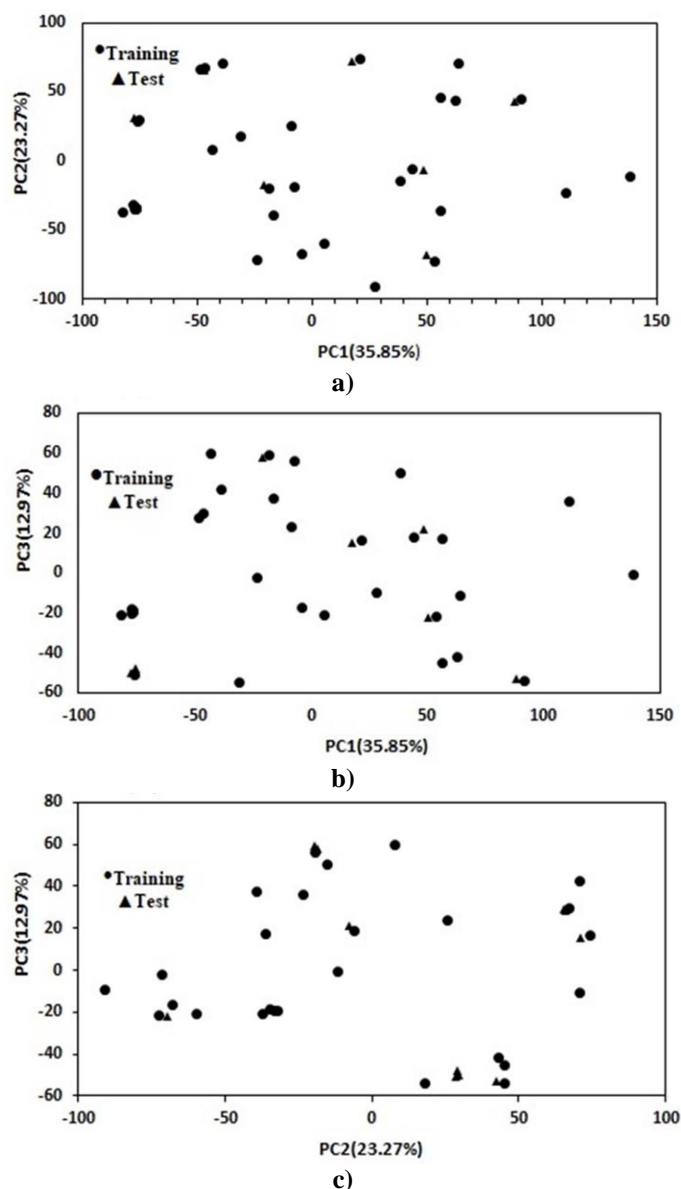 100
Training
Test
50
0
-50
-100
PC2(23.27%)
-100 -50 0 50 100 150
PC1(35.85%)
a)
80
60
Training
40
Test
20
0
-20
-40
-60
PC3(12.97%)
-100 -50 0 50 100 150
PC1(35.85%)
b)
80
60
40
Training
Test
20
0
-20
-40
-60
PC3(12.97%)
-100 -50 0 50 100
PC2(23.27%)
c)